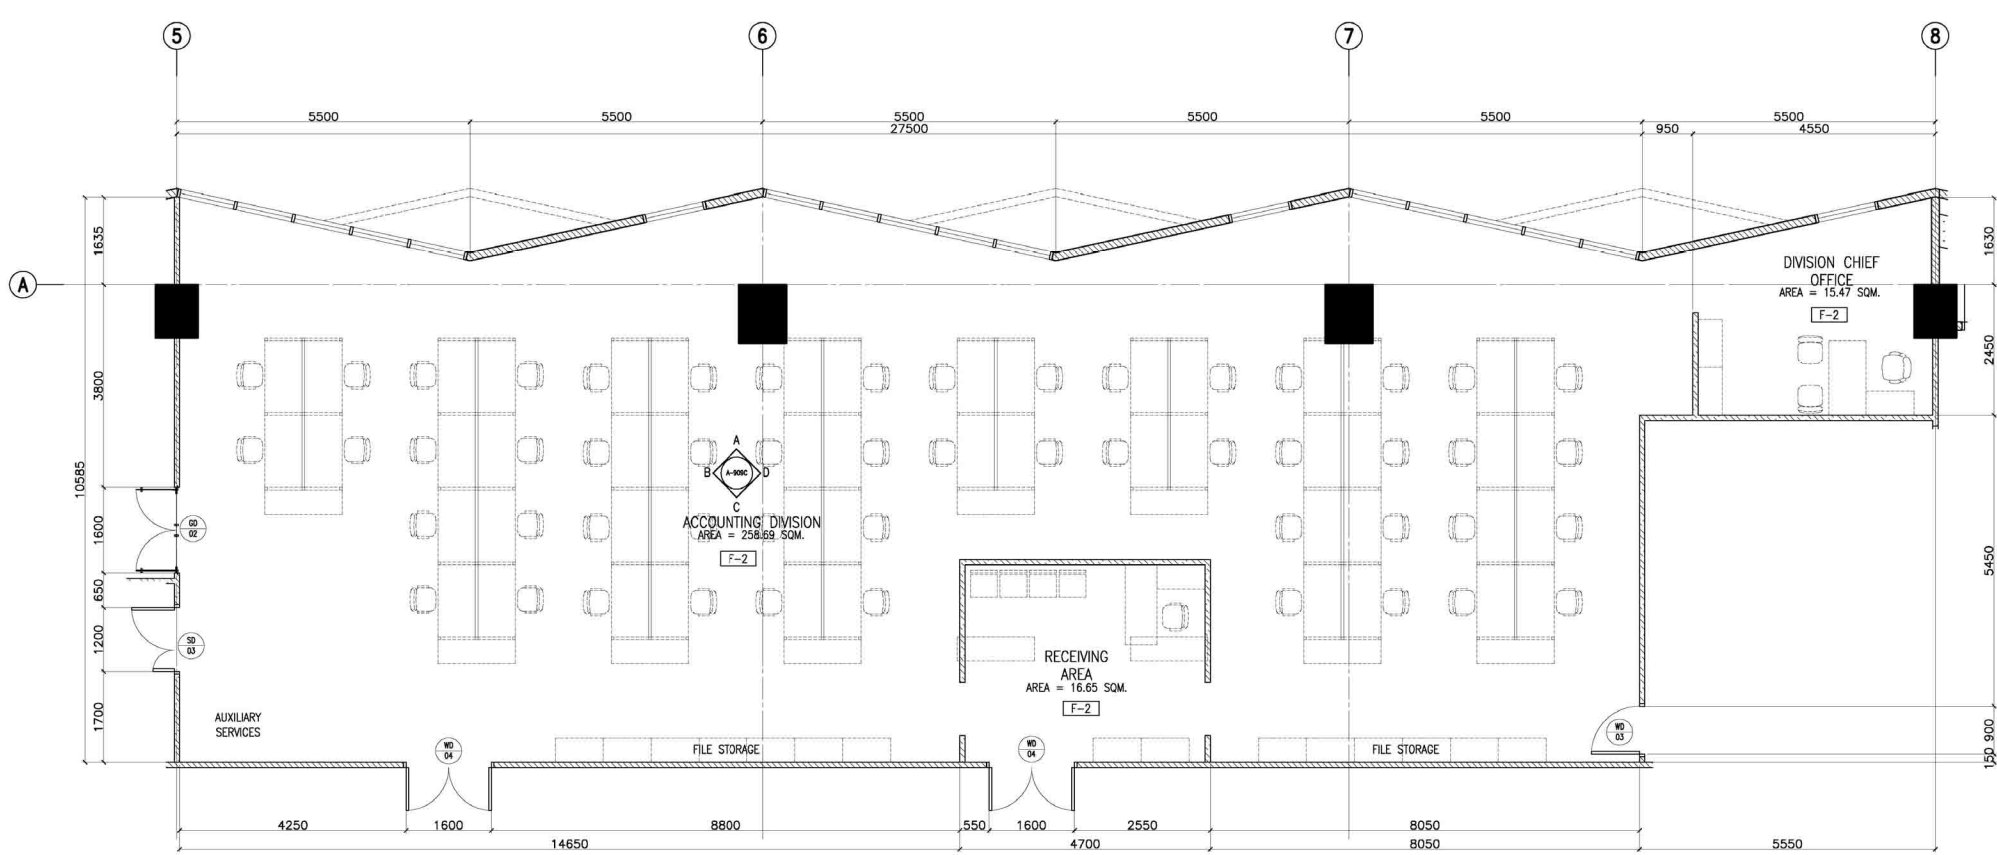 5
6
7
8
5500
5500
5500
5500
5500
5500
27500
950
4550
A
1635
3800
10585
1600
650
1200
1700
1630
2450
5450
900
150
DIVISION CHIEF
OFFICE
AREA = 15.47 SQM.
F-2
A
B
A-909C
D
C
ACCOUNTING DIVISION
AREA = 258.69 SQM.
F-2
GD
02
SD
03
RECEIVING
AREA
AREA = 16.65 SQM.
F-2
AUXILIARY
SERVICES
WD
04
FILE STORAGE
WD
04
FILE STORAGE
WD
03
4250
1600
8800
550
1600
2550
8050
14650
4700
8050
5550